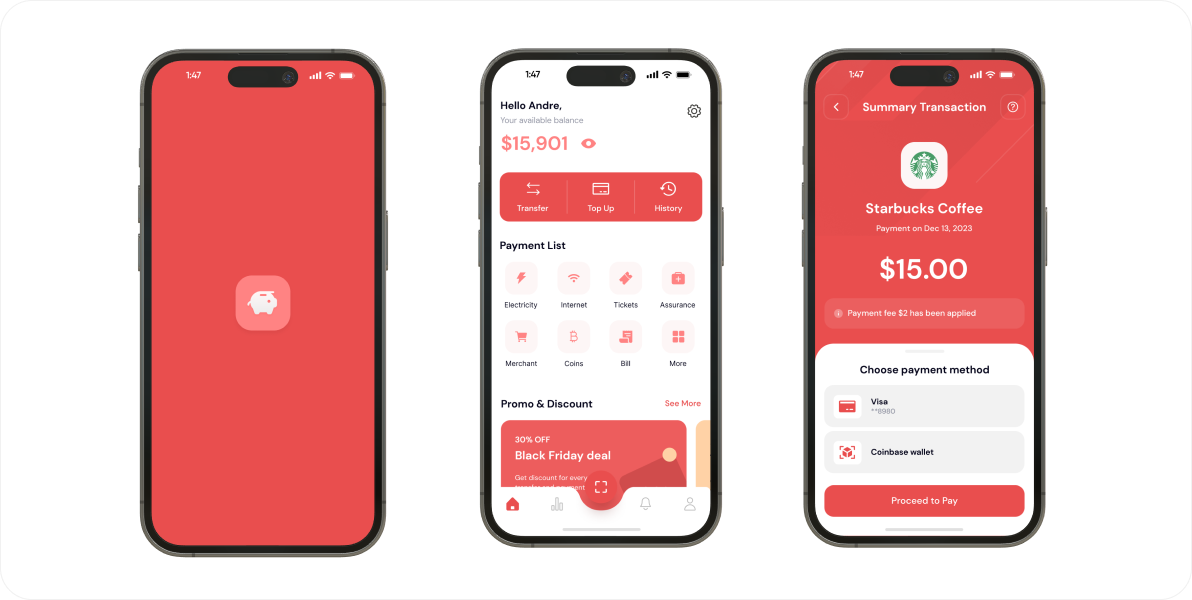 1:47
1:47
Hello Andre,
Your available balance
$15,901
Transfer
Top Up
History
Payment List
Electricity
Internet
Tickets
Assurance
Merchant
Coins
Bill
More
Promo & Discount
See More
30% OFF
Black Friday deal
Get discount for every
1:47
Summary Transaction
Starbucks Coffee
Payment on Dec 13, 2023
$15.00
Payment fee $2 has been applied
Choose payment method
Visa
**8980
Coinbase wallet
Proceed to Pay